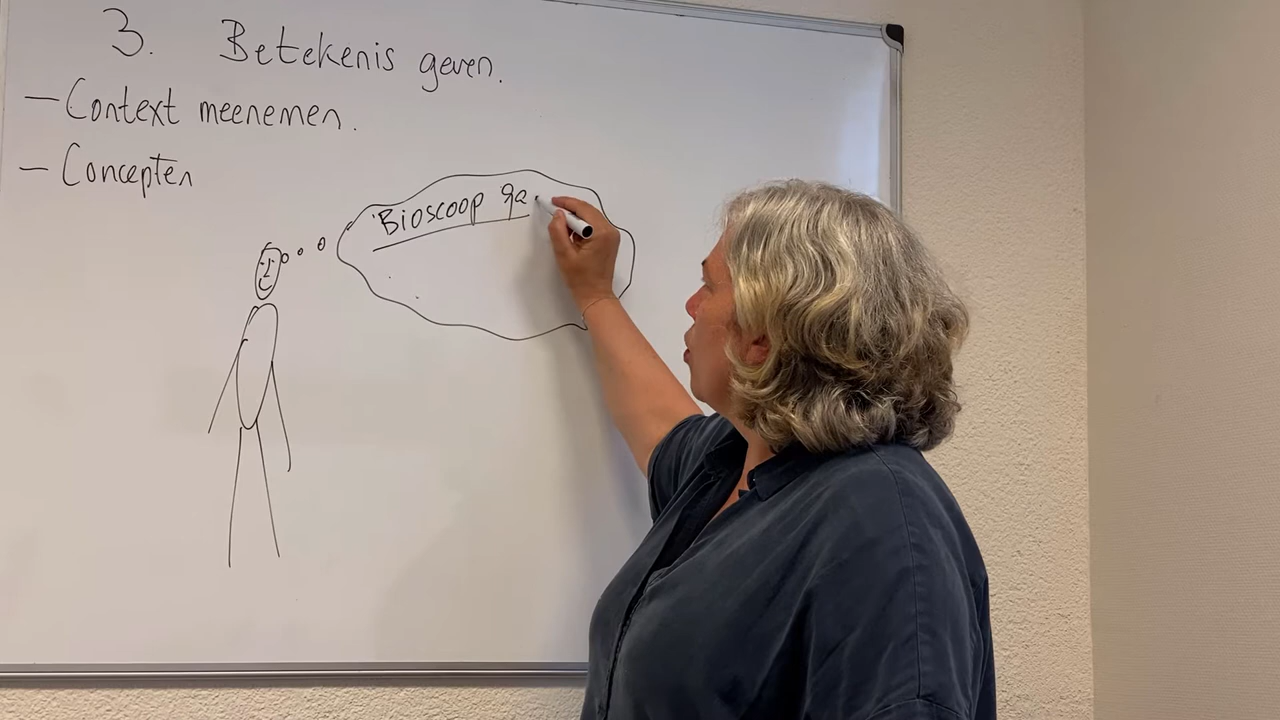 3. Betekenis geven.
- Context meenemen.
- Concepten
'Bioscoop ga